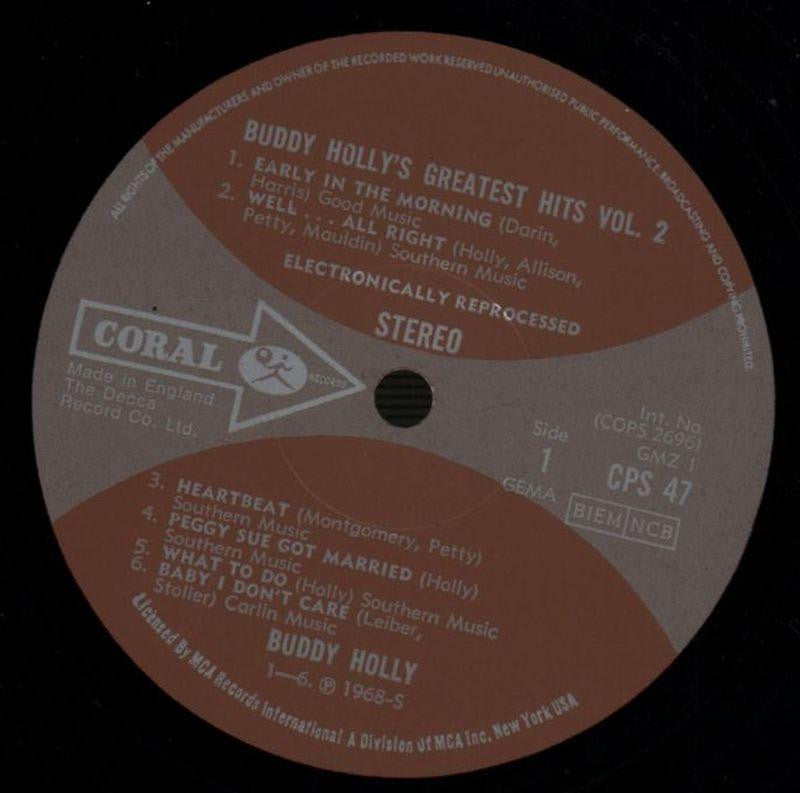 ALL RIGHTS OF THE MANUFACTURERS AND OWNER OF THE RECORDED WORK RESERVED UNAUTHORISED PUBLIC PERFORMANCE, BROADCASTING AND COPYING PROHIBITED.
BUDDY HOLLY'S GREATEST HITS VOL. 2
1. EARLY IN THE MORNING (Darin,
Harris) Good Music
2. WELL . . . ALL RIGHT (Holly, Allison,
Petty, Mauldin) Southern Music
ELECTRONICALLY REPROCESSED
STEREO
CORAL
RECORDS
Made in England
The Decca
Record Co. Ltd.
Int. No
(COPS 2696)
GMZ 1
Side
1
CPS 47
GEMA
BIEM NCB
3. HEARTBEAT (Montgomery, Petty)
Southern Music
4. PEGGY SUE GOT MARRIED (Holly)
Southern Music
5. WHAT TO DO (Holly) Southern Music
6. BABY I DON'T CARE (Leiber,
Stoller) Carlin Music
BUDDY HOLLY
1—6. ℗ 1968-S
Licensed By MCA Records International A Division of MCA Inc. New York USA